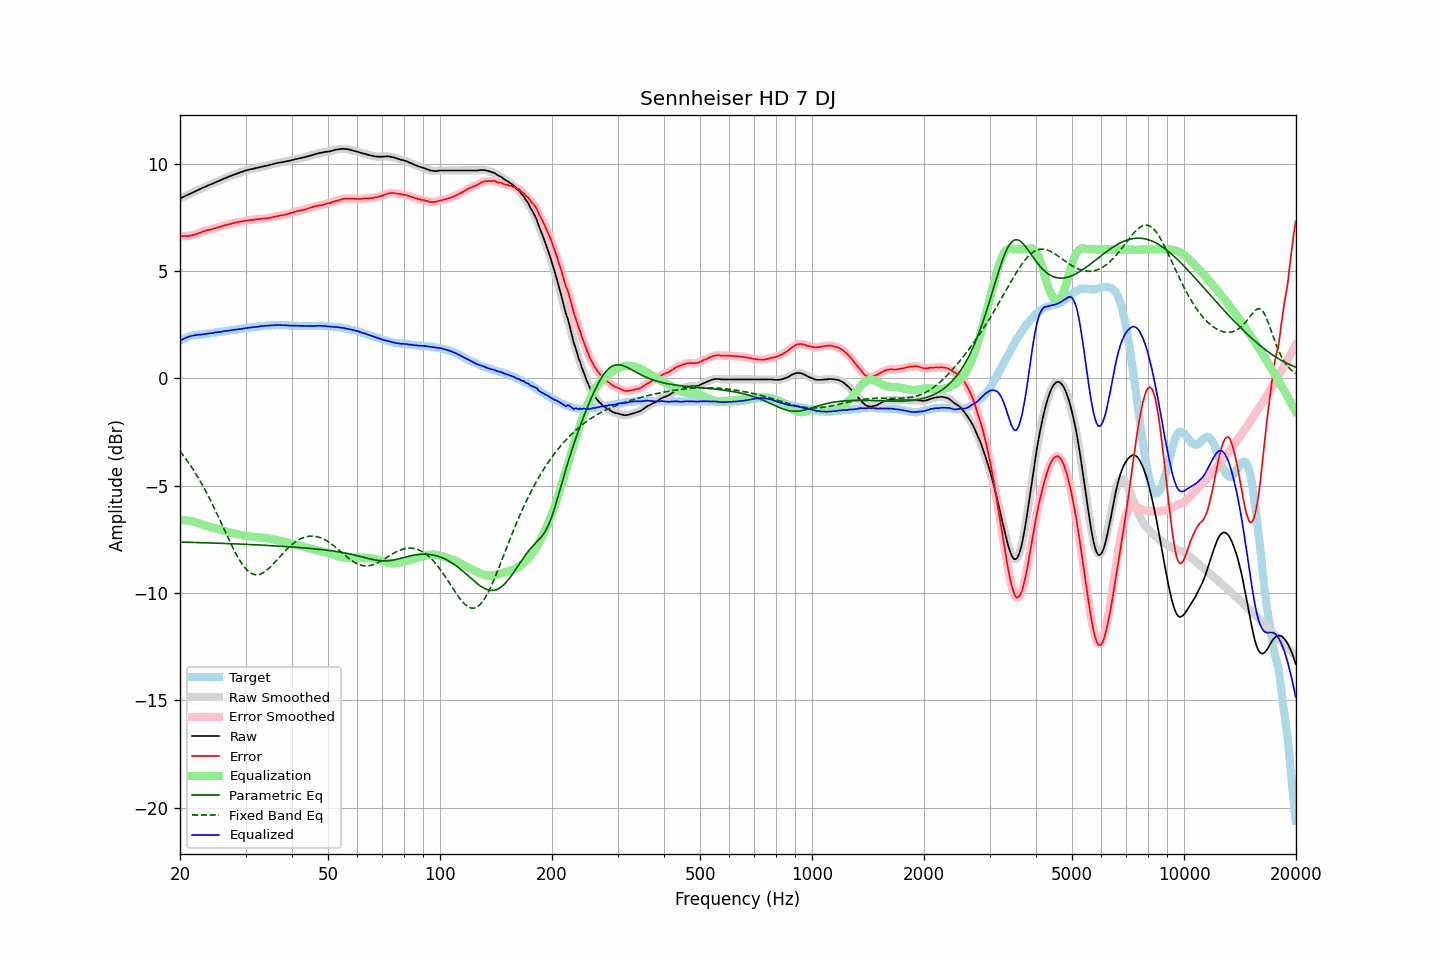 Sennheiser HD 7 DJ
Amplitude (dBr)
10
5
0
−5
−10
−15
−20
Target
Raw Smoothed
Error Smoothed
Raw
Error
Equalization
Parametric Eq
Fixed Band Eq
Equalized
20 50 100 200 500 1000 2000 5000 10000 20000
Frequency (Hz)